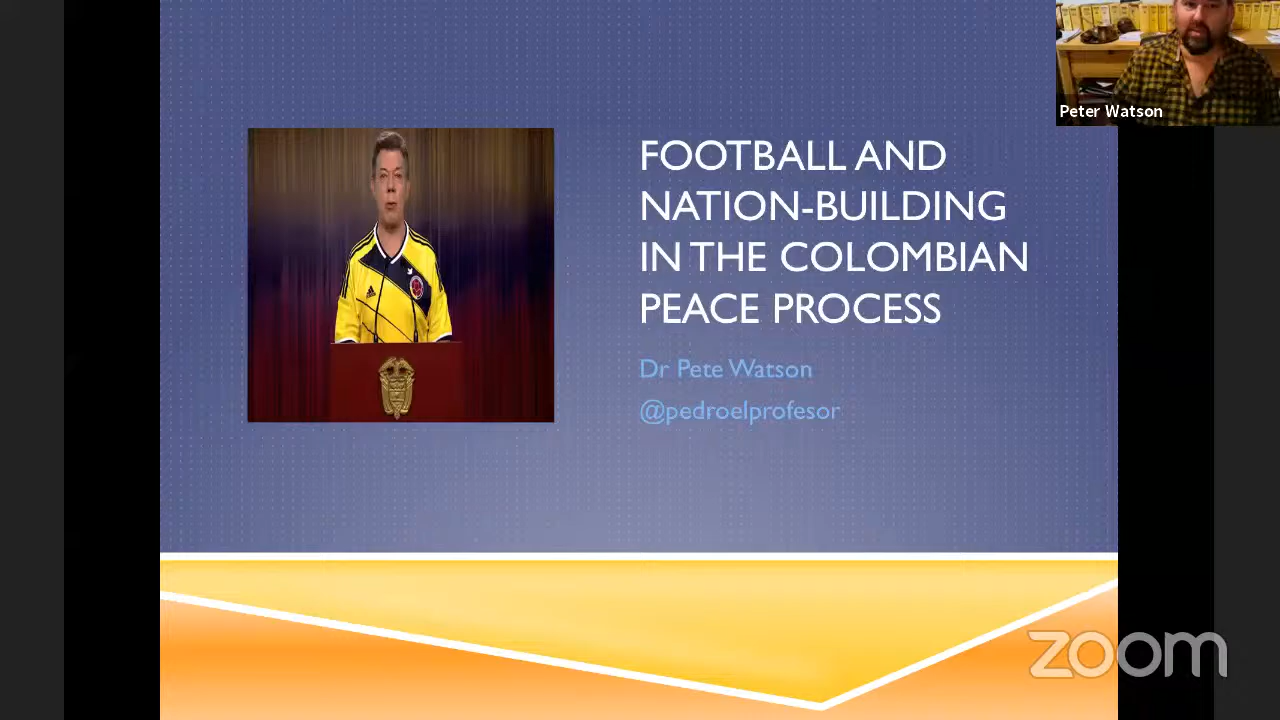 Peter Watson
FOOTBALL AND
NATION-BUILDING
IN THE COLOMBIAN
PEACE PROCESS
Dr Pete Watson
@pedroelprofesor
zoom